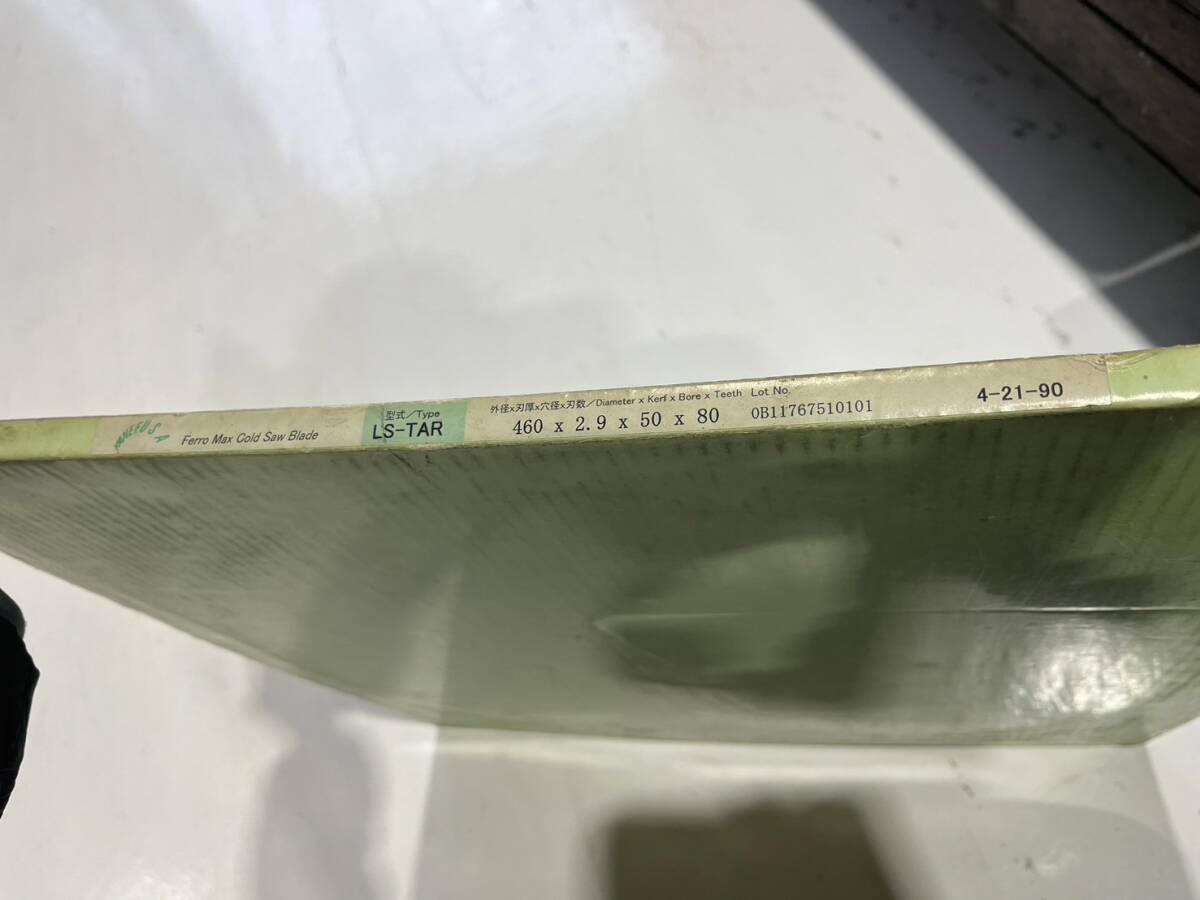 KANEFUSA
Ferro Max Cold Saw Blade
型式/Type
LS-TAR
外径x刃厚x穴径x刃数/Diameter x Kerf x Bore x Teeth
460 x 2.9 x 50 x 80
Lot No.
0B11767510101
4-21-90